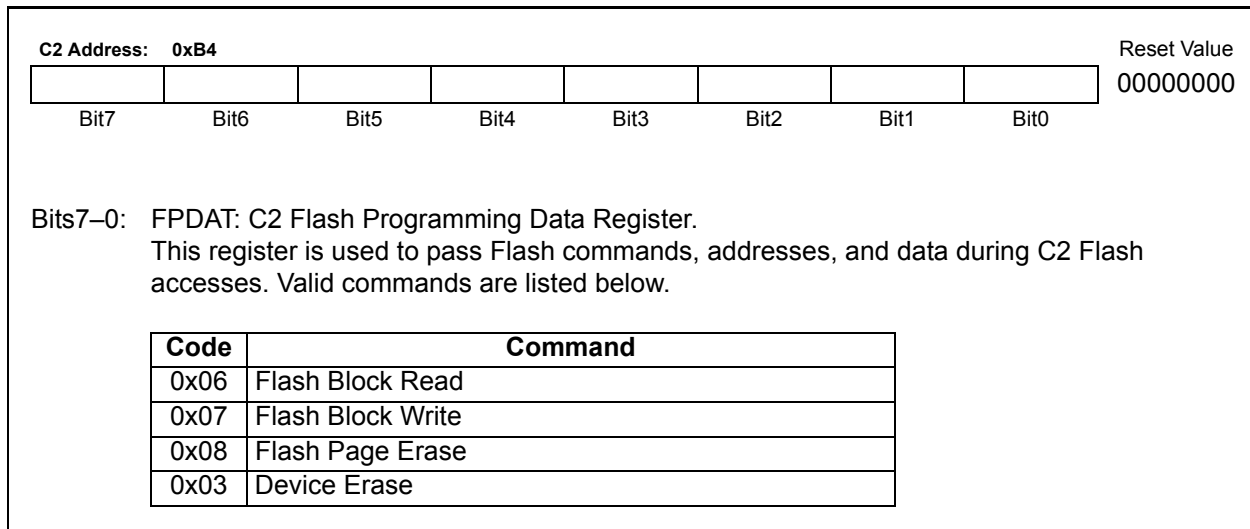 C2 Address: 0xB4 Reset Value
00000000
Bit7 Bit6 Bit5 Bit4 Bit3 Bit2 Bit1 Bit0
Bits7–0: FPDAT: C2 Flash Programming Data Register.
This register is used to pass Flash commands, addresses, and data during C2 Flash
accesses. Valid commands are listed below.
Code Command
0x06 Flash Block Read
0x07 Flash Block Write
0x08 Flash Page Erase
0x03 Device Erase